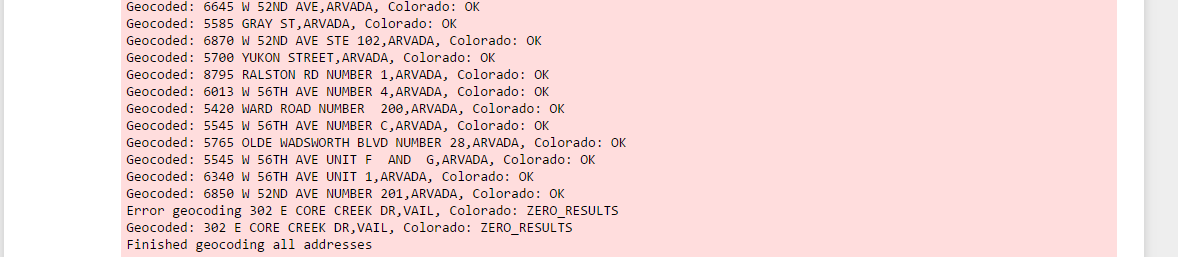 Geocoded: 6645 W 52ND AVE,ARVADA, Colorado: OK
Geocoded: 5585 GRAY ST,ARVADA, Colorado: OK
Geocoded: 6870 W 52ND AVE STE 102,ARVADA, Colorado: OK
Geocoded: 5700 YUKON STREET,ARVADA, Colorado: OK
Geocoded: 8795 RALSTON RD NUMBER 1,ARVADA, Colorado: OK
Geocoded: 6013 W 56TH AVE NUMBER 4,ARVADA, Colorado: OK
Geocoded: 5420 WARD ROAD NUMBER  200,ARVADA, Colorado: OK
Geocoded: 5545 W 56TH AVE NUMBER C,ARVADA, Colorado: OK
Geocoded: 5765 OLDE WADSWORTH BLVD NUMBER 28,ARVADA, Colorado: OK
Geocoded: 5545 W 56TH AVE UNIT F  AND  G,ARVADA, Colorado: OK
Geocoded: 6340 W 56TH AVE UNIT 1,ARVADA, Colorado: OK
Geocoded: 6850 W 52ND AVE NUMBER 201,ARVADA, Colorado: OK
Error geocoding 302 E CORE CREEK DR,VAIL, Colorado: ZERO_RESULTS
Geocoded: 302 E CORE CREEK DR,VAIL, Colorado: ZERO_RESULTS
Finished geocoding all addresses